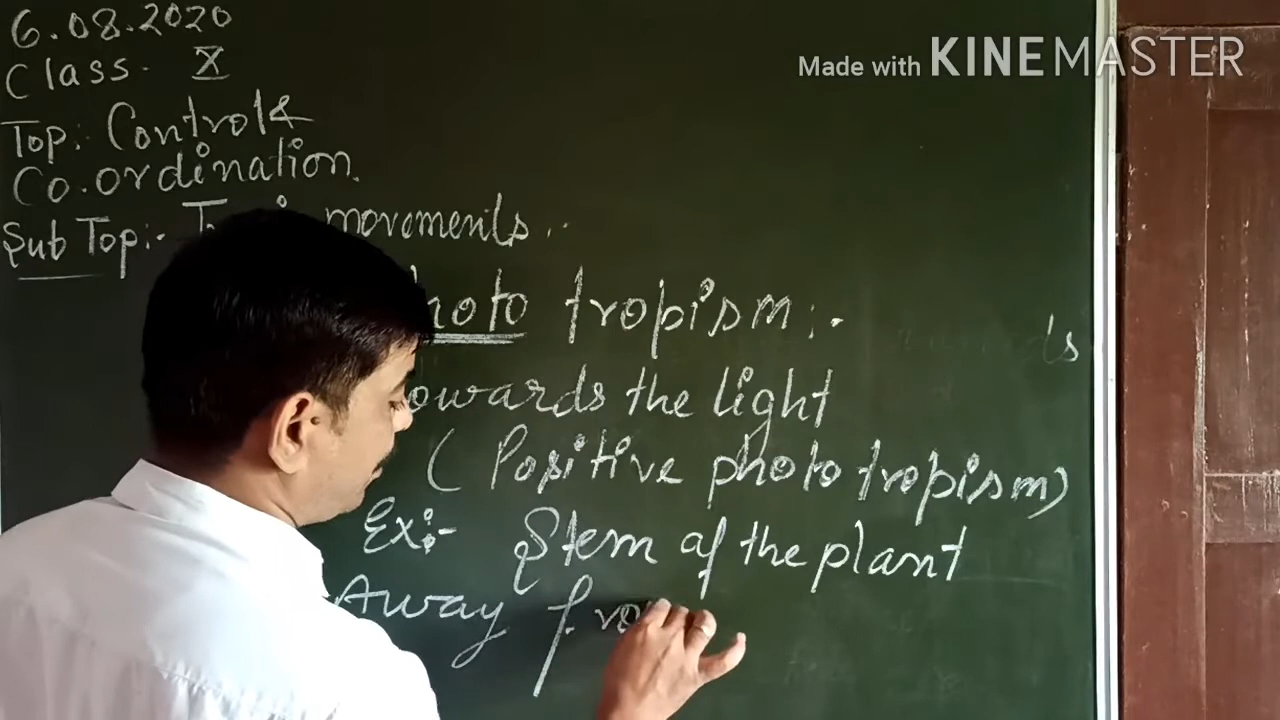 6.08.2020
Made with KINEMASTER
Class- X
Top:- Control &
Co.ordination.
Sub Top:- movements..
tropism:-
towards the light
(Positive photo tropism)
Ex:- Stem of the plant
Away